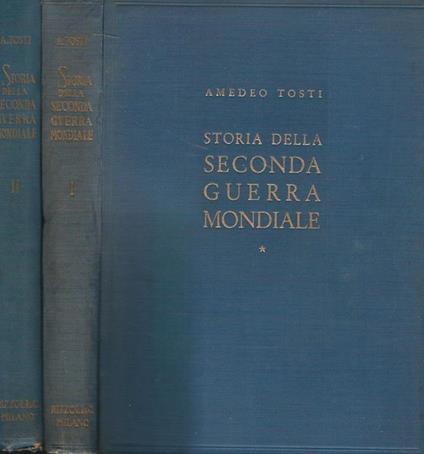 A. TOSTI
STORIA
DELLA
SECONDA
GUERRA
MONDIALE
II
RIZZOLI & C.
MILANO
A. TOSTI
STORIA
DELLA
SECONDA
GUERRA
MONDIALE
I
RIZZOLI & C.
MILANO
AMEDEO TOSTI
STORIA DELLA
SECONDA
GUERRA
MONDIALE
*